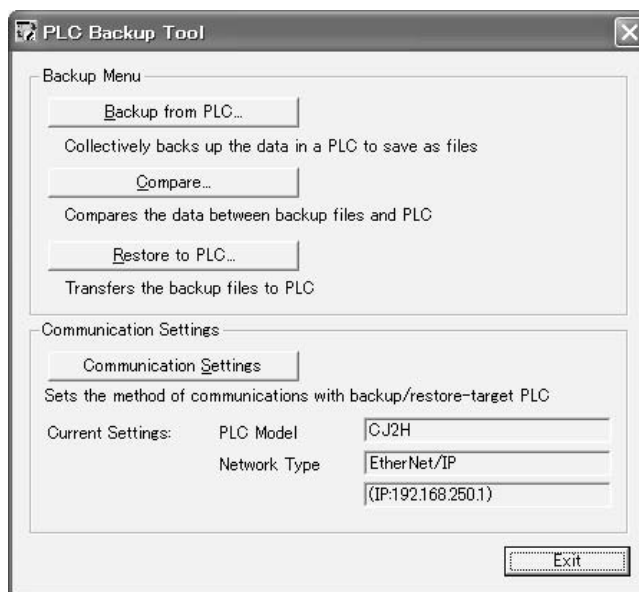 PLC Backup Tool
Backup Menu
Backup from PLC...
Collectively backs up the data in a PLC to save as files
Compare...
Compares the data between backup files and PLC
Restore to PLC...
Transfers the backup files to PLC
Communication Settings
Communication Settings
Sets the method of communications with backup/restore-target PLC
Current Settings: PLC Model CJ2H
Network Type EtherNet/IP
(IP:192.168.250.1)
Exit